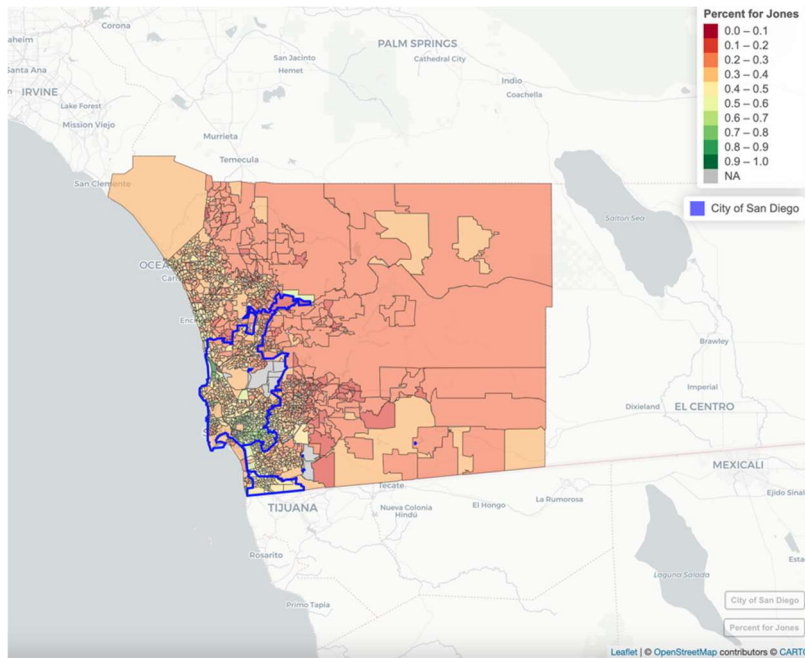 Corona
aheim
Santa Ana
IRVINE
Lake Forest
Mission Viejo
San Jacinto
Hemet
PALM SPRINGS
Cathedral City
Indio
Coachella
Murrieta
Temecula
San Clemente
Salton Sea
OCEA
Brawley
Imperial
Dixieland
EL CENTRO
MEXICALI
Ejido Sinal
Tecate
TIJUANA
Nueva Colonia
Hindú
El Hongo
La Rumorosa
Rosarito
Esta
Laguna Salada
Primo Tapia
Percent for Jones
0.0 – 0.1
0.1 – 0.2
0.2 – 0.3
0.3 – 0.4
0.4 – 0.5
0.5 – 0.6
0.6 – 0.7
0.7 – 0.8
0.8 – 0.9
0.9 – 1.0
NA
City of San Diego
City of San Diego
Percent for Jones
Leaflet | © OpenStreetMap contributors © CARTO